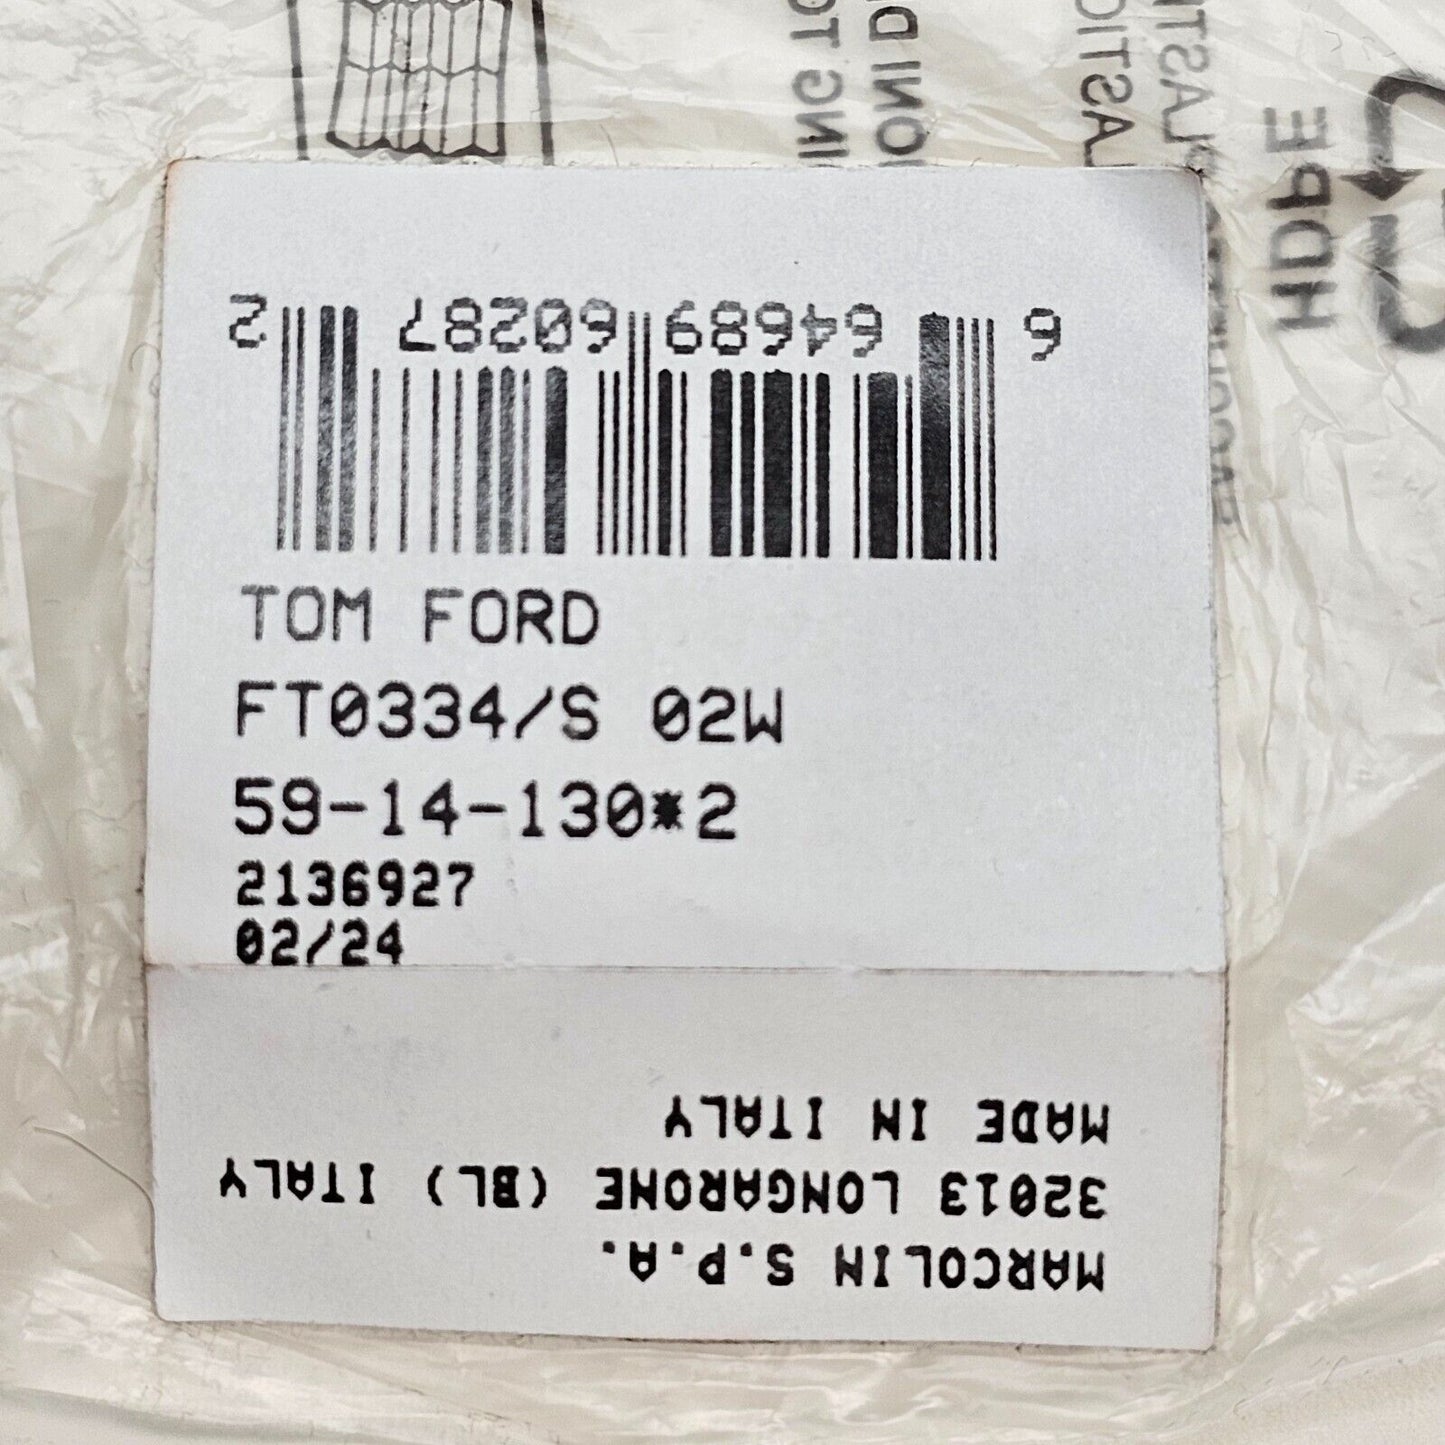 6 64689 60287 2
TOM FORD
FT0334/S 02W
59-14-130*2
2136927
02/24
MARCOLIN S.P.A.
32013 LONGARONE (BL) ITALY
MADE IN ITALY
HDPE